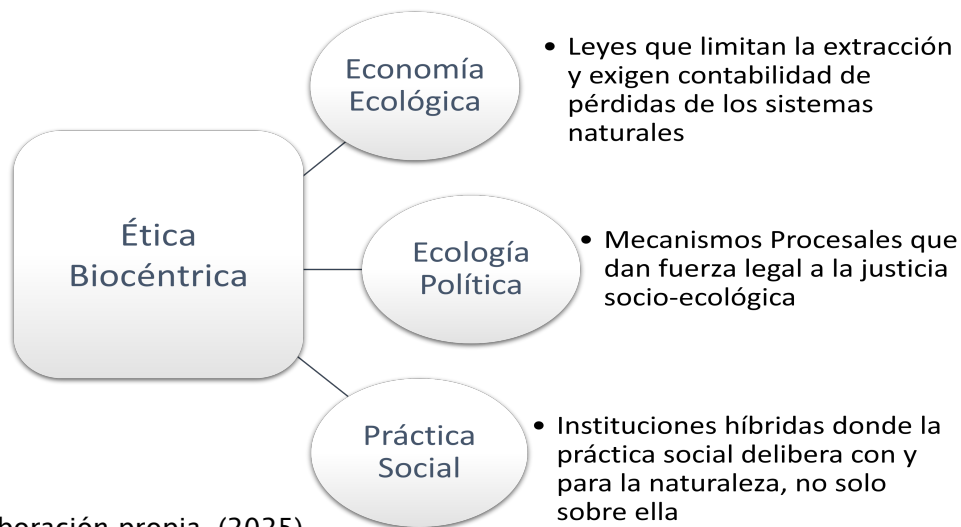 Economía
Ecológica
• Leyes que limitan la extracción
y exigen contabilidad de
pérdidas de los sistemas
naturales
Ética
Biocéntrica
Ecología
Política
• Mecanismos Procesales que
dan fuerza legal a la justicia
socio-ecológica
Práctica
Social
• Instituciones híbridas donde la
práctica social delibera con y
para la naturaleza, no solo
sobre ella
propia. (2025)